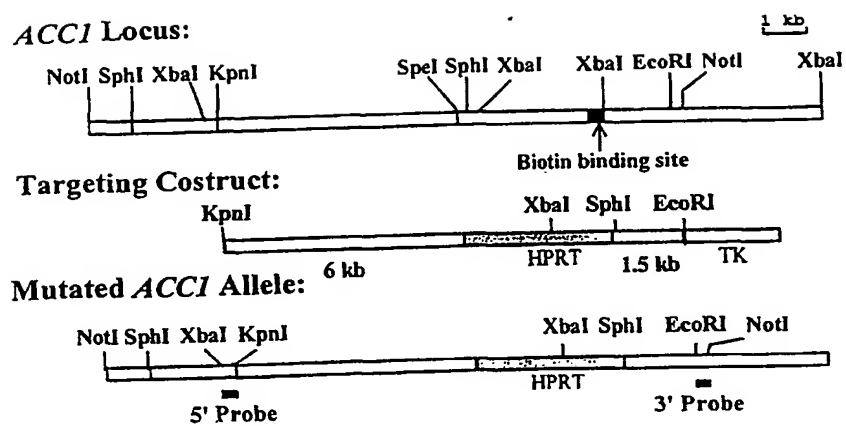 ACC1 Locus:
1 kb
NotI SphI XbaI KpnI SpeI SphI XbaI XbaI EcoRI NotI XbaI
Biotin binding site
Targeting Costruct:
KpnI XbaI SphI EcoRI
6 kb HPRT 1.5 kb TK
Mutated ACC1 Allele:
NotI SphI XbaI KpnI XbaI SphI EcoRI NotI
HPRT
5' Probe 3' Probe